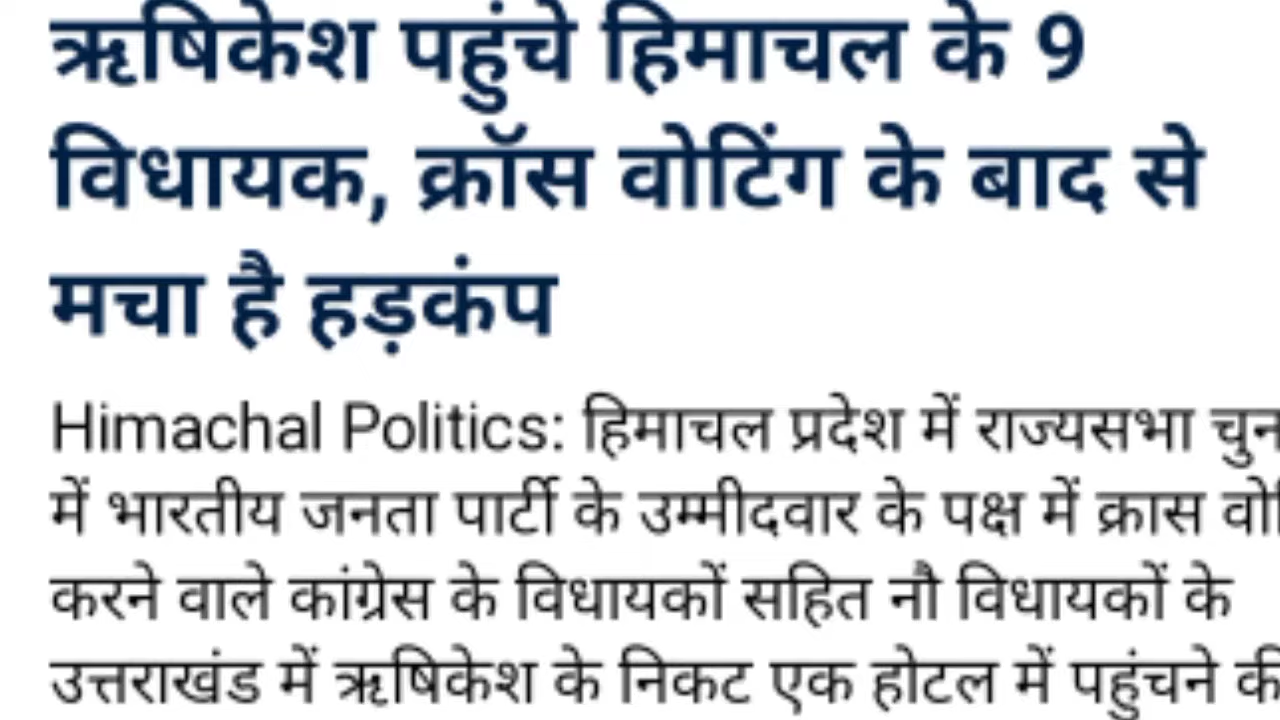 ऋषिकेश पहुंचे हिमाचल के 9
विधायक, क्रॉस वोटिंग के बाद से
मचा है हड़कंप
Himachal Politics: हिमाचल प्रदेश में राज्यसभा
में भारतीय जनता पार्टी के उम्मीदवार के पक्ष में क्रास
करने वाले कांग्रेस के विधायकों सहित नौ विधायकों के
उत्तराखंड में ऋषिकेश के निकट एक होटल में पहुंचने